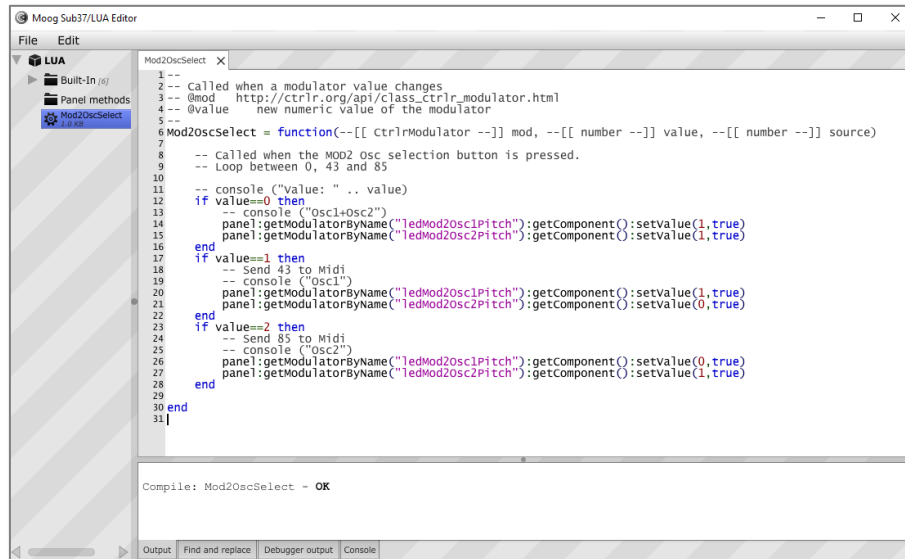 Moog Sub37/LUA Editor
File Edit
LUA
Built-In [6]
Panel methods
Mod2OscSelect
1.0 KB
Mod2OscSelect X
1 --
2 -- Called when a modulator value changes
3 -- @mod   http://ctrlr.org/api/class_ctrlr_modulator.html
4 -- @value    new numeric value of the modulator
5 --
6 Mod2OscSelect = function(--[[ CtrlrModulator --]] mod, --[[ number --]] value, --[[ number --]] source)
7
8     -- Called when the MOD2 Osc selection button is pressed.
9     -- Loop between 0, 43 and 85
10
11     -- console ("Value: " .. value)
12     if value==0 then
13         -- console ("Osc1+Osc2")
14         panel:getModulatorByName("ledMod2Osc1Pitch"):getComponent():setValue(1,true)
15         panel:getModulatorByName("ledMod2Osc2Pitch"):getComponent():setValue(1,true)
16     end
17     if value==1 then
18         -- Send 43 to Midi
19         -- console ("Osc1")
20         panel:getModulatorByName("ledMod2Osc1Pitch"):getComponent():setValue(1,true)
21         panel:getModulatorByName("ledMod2Osc2Pitch"):getComponent():setValue(0,true)
22     end
23     if value==2 then
24         -- Send 85 to Midi
25         -- console ("Osc2")
26         panel:getModulatorByName("ledMod2Osc1Pitch"):getComponent():setValue(0,true)
27         panel:getModulatorByName("ledMod2Osc2Pitch"):getComponent():setValue(1,true)
28     end
29
30 end
31
Compile: Mod2OscSelect - OK
Output Find and replace Debugger output Console